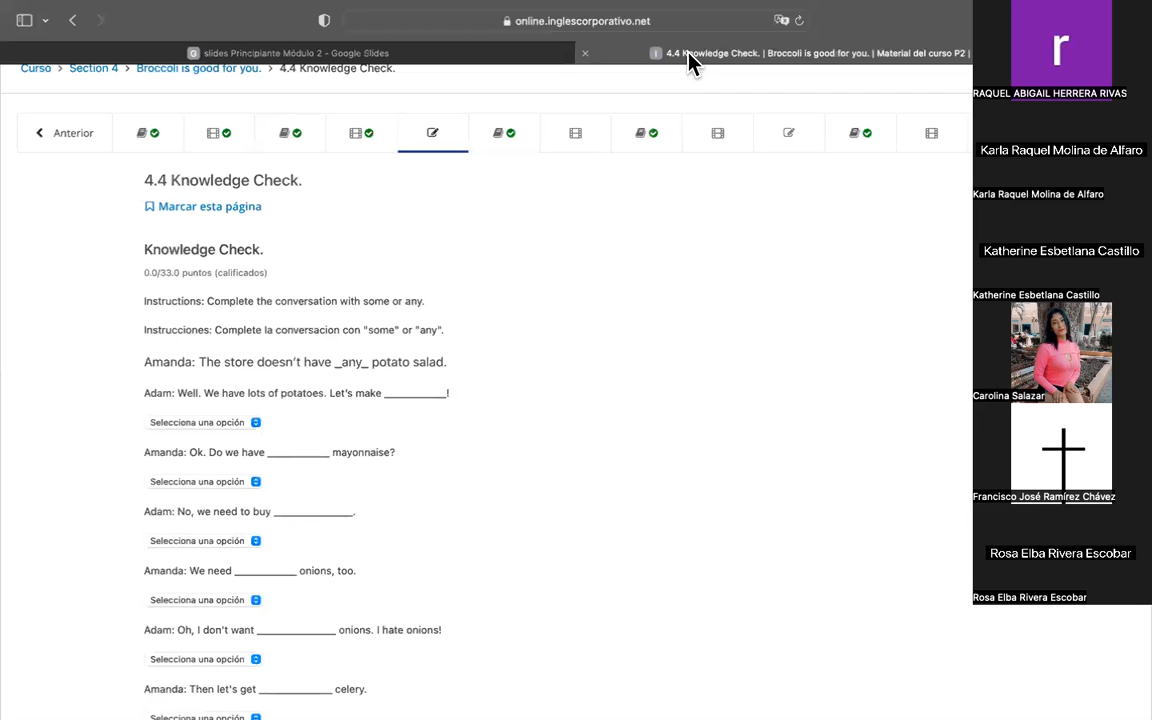 online.inglescorporativo.net
slides Principiante Módulo 2 - Google Slides
4.4 Knowledge Check. | Broccoli is good for you. | Material del curso P2 |
Curso > Section 4 > Broccoli is good for you. > 4.4 Knowledge Check.
Anterior
4.4 Knowledge Check.
Marcar esta página
Knowledge Check.
0.0/33.0 puntos (calificados)
Instructions: Complete the conversation with some or any.
Instrucciones: Complete la conversacion con "some" or "any".
Amanda: The store doesn't have _any_ potato salad.
Adam: Well. We have lots of potatoes. Let's make __________!
Selecciona una opción
Amanda: Ok. Do we have __________ mayonnaise?
Selecciona una opción
Adam: No, we need to buy _____________.
Selecciona una opción
Amanda: We need __________ onions, too.
Selecciona una opción
Adam: Oh, I don't want _____________ onions. I hate onions!
Selecciona una opción
Amanda: Then let's get ____________ celery.
Selecciona una opción
r
RAQUEL ABIGAIL HERRERA RIVAS
Karla Raquel Molina de Alfaro
Karla Raquel Molina de Alfaro
Katherine Esbetlana Castillo
Katherine Esbetlana Castillo
Carolina Salazar
Francisco José Ramírez Chávez
Rosa Elba Rivera Escobar
Rosa Elba Rivera Escobar